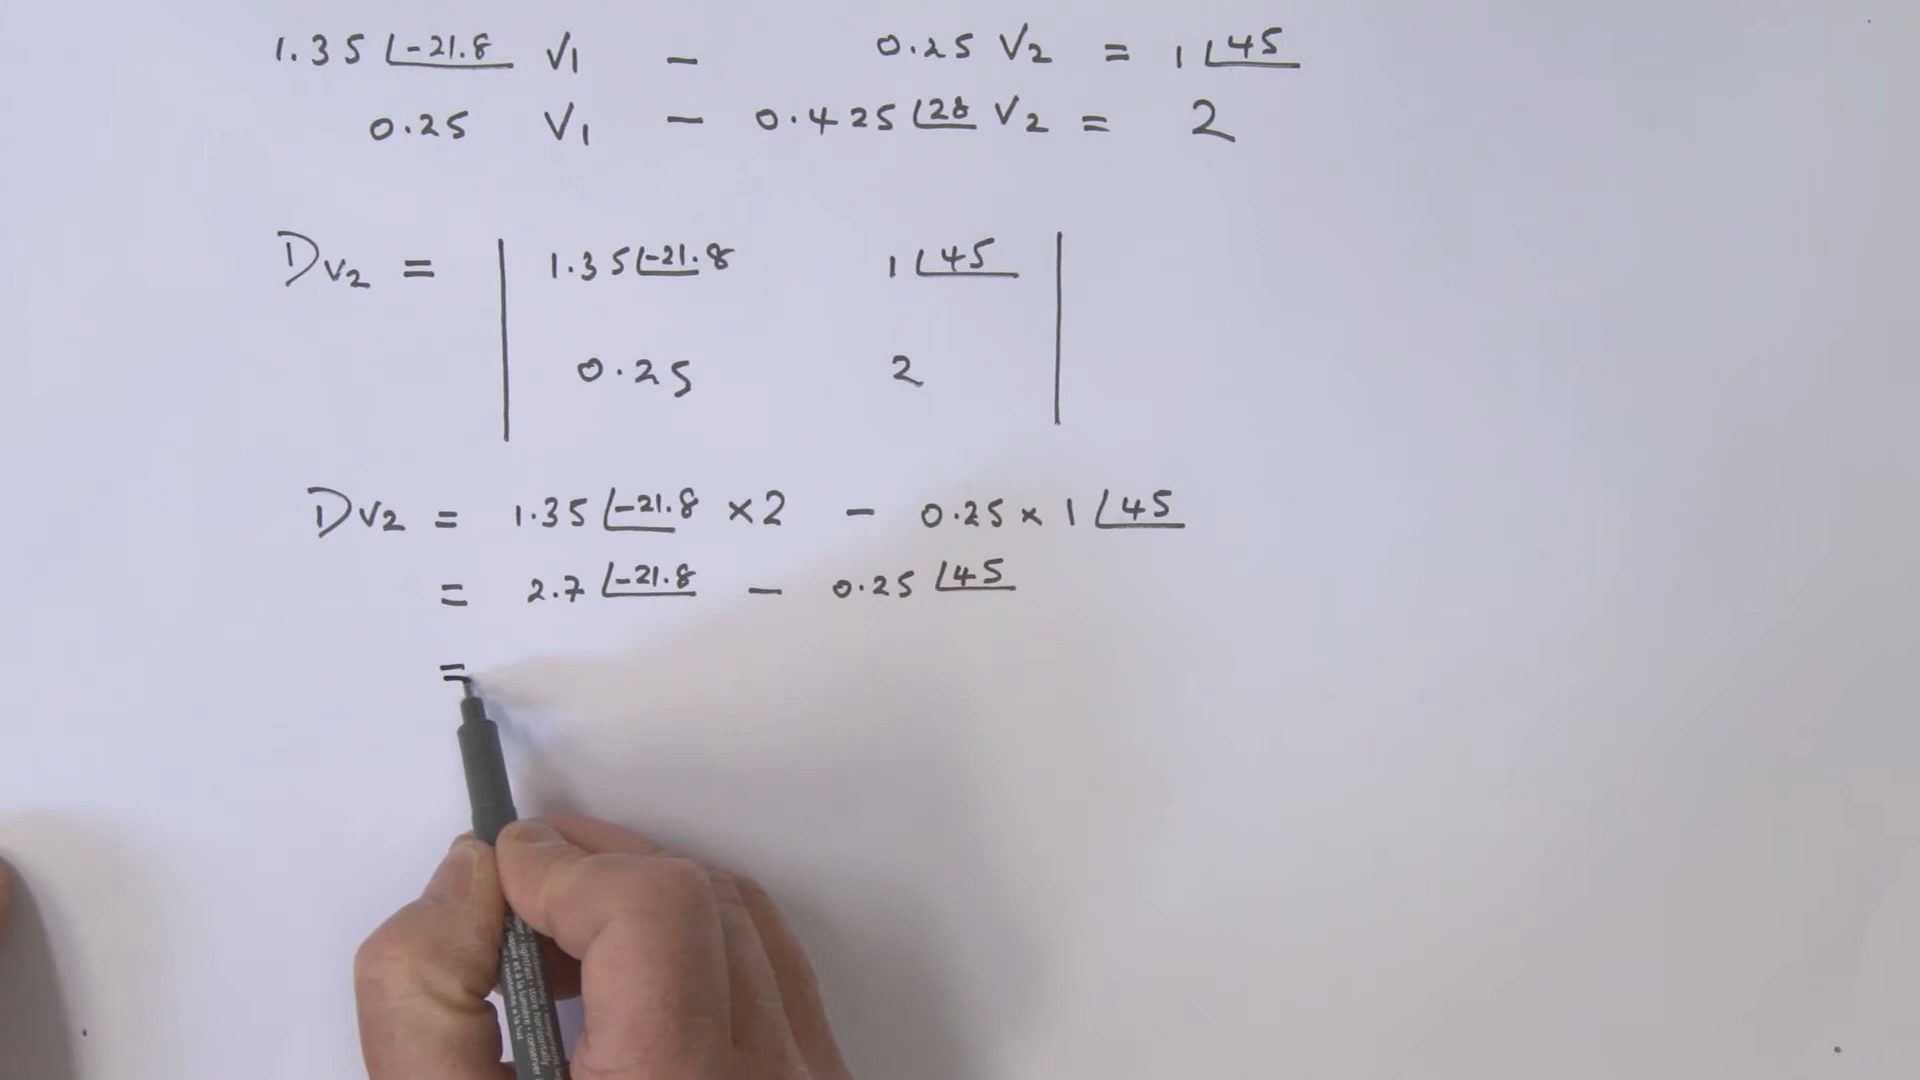 1.35 ∠-21.8 V1 - 0.25 V2 = 1 ∠45
0.25 V1 - 0.425 ∠28 V2 = 2
DV2 = | 1.35∠-21.8 1 ∠45 |
0.25 2
DV2 = 1.35 ∠-21.8 ×2 - 0.25 × 1 ∠45
= 2.7 ∠-21.8 - 0.25 ∠45
=